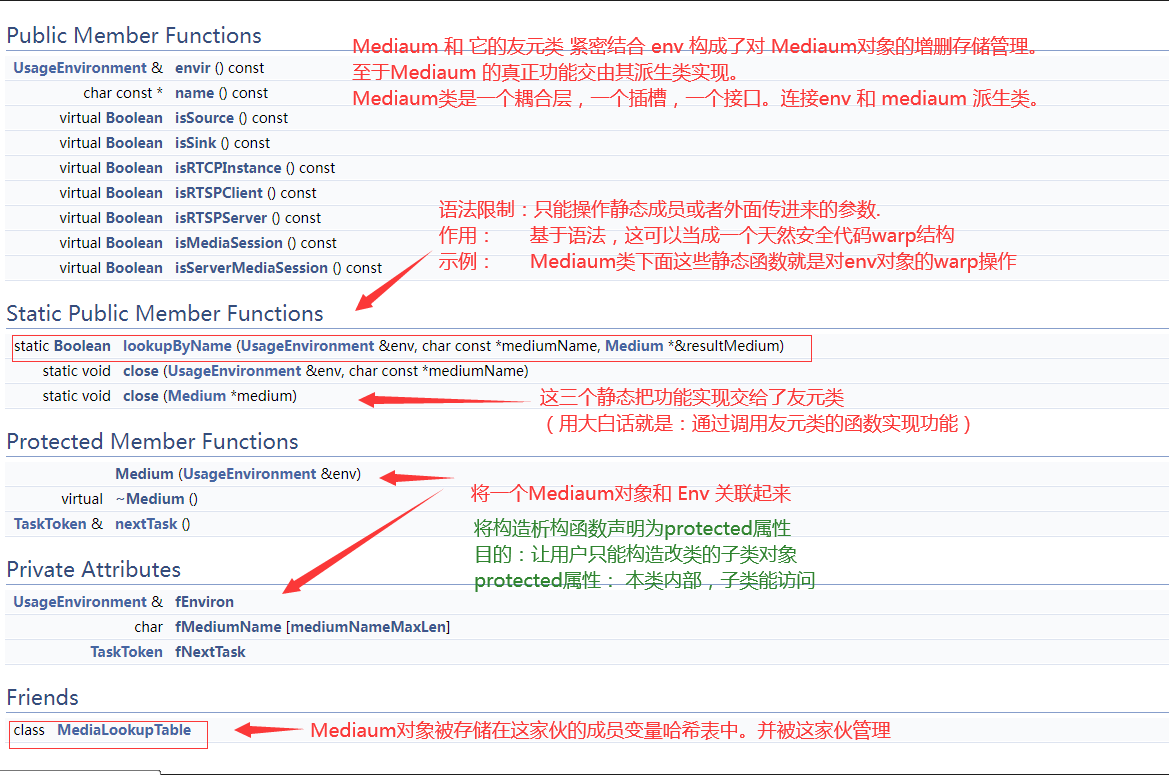 Public Member Functions
Mediaum 和 它的友元类 紧密结合 env 构成了对 Mediaum对象的增删存储管理。
至于Mediaum 的真正功能交由其派生类实现。
Mediaum类是一个耦合层，一个插槽，一个接口。连接env 和 mediaum 派生类。
UsageEnvironment & envir () const
char const * name () const
virtual Boolean isSource () const
virtual Boolean isSink () const
virtual Boolean isRTCPInstance () const
virtual Boolean isRTSPClient () const
virtual Boolean isRTSPServer () const
virtual Boolean isMediaSession () const
virtual Boolean isServerMediaSession () const
语法限制：只能操作静态成员或者外面传进来的参数.
作用： 基于语法，这可以当成一个天然安全代码warp结构
示例： Mediaum类下面这些静态函数就是对env对象的warp操作
Static Public Member Functions
static Boolean lookupByName (UsageEnvironment &env, char const *mediumName, Medium *&resultMedium)
static void close (UsageEnvironment &env, char const *mediumName)
static void close (Medium *medium)
这三个静态把功能实现交给了友元类
（用大白话就是：通过调用友元类的函数实现功能）
Protected Member Functions
Medium (UsageEnvironment &env)
virtual ~Medium ()
TaskToken & nextTask ()
将一个Mediaum对象和 Env 关联起来
将构造析构函数声明为protected属性
目的：让用户只能构造改类的子类对象
protected属性： 本类内部，子类能访问
Private Attributes
UsageEnvironment & fEnviron
char fMediumName [mediumNameMaxLen]
TaskToken fNextTask
Friends
class MediaLookupTable
Mediaum对象被存储在这家伙的成员变量哈希表中。并被这家伙管理